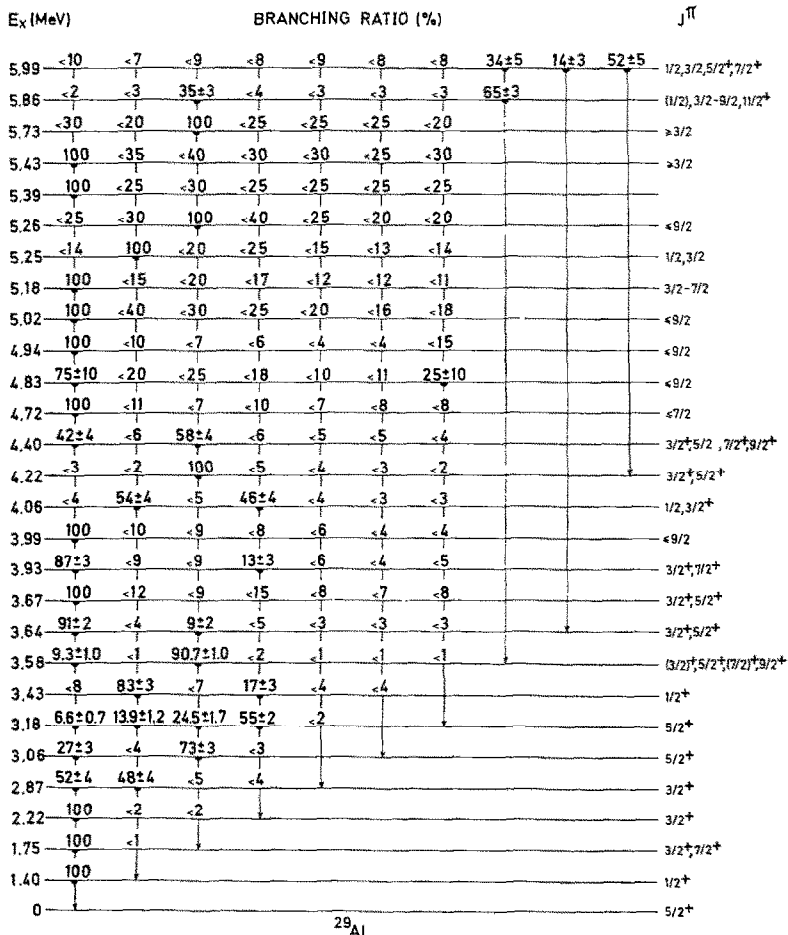 Eₓ (MeV) BRANCHING RATIO (%) Jπ
5.99 <10 <7 <9 <8 <9 <8 <8 34±5 14±3 52±5 1/2,3/2,5/2⁺,7/2⁺
5.86 <2 <3 35±3 <4 <3 <3 <3 65±3 (1/2),3/2-9/2,11/2⁺
5.73 <30 <20 100 <25 <25 <25 <20 ≥3/2
5.43 100 <35 <40 <30 <30 <25 <30 ≥3/2
5.39 100 <25 <30 <25 <25 <25 <25
5.26 <25 <30 100 <40 <25 <20 <20 ≤9/2
5.25 <14 100 <20 <25 <15 <13 <14 1/2,3/2
5.18 100 <15 <20 <17 <12 <12 <11 3/2-7/2
5.02 100 <40 <30 <25 <20 <16 <18 ≤9/2
4.94 100 <10 <7 <6 <4 <4 <15 ≤9/2
4.83 75±10 <20 <25 <18 <10 <11 25±10 ≤9/2
4.72 100 <11 <7 <10 <7 <8 <8 ≤7/2
4.40 42±4 <6 58±4 <6 <5 <5 <4 3/2⁺,5/2 ,7/2⁺,9/2⁺
4.22 <3 <2 100 <5 <4 <3 <2 3/2⁺,5/2⁺
4.06 <4 54±4 <5 46±4 <4 <3 <3 1/2,3/2⁺
3.99 100 <10 <9 <8 <6 <4 <4 ≤9/2
3.93 87±3 <9 <9 13±3 <6 <4 <5 3/2⁺,7/2⁺
3.67 100 <12 <9 <15 <8 <7 <8 3/2⁺,5/2⁺
3.64 91±2 <4 9±2 <5 <3 <3 <3 3/2⁺,5/2⁺
3.58 9.3±1.0 <1 90.7±1.0 <2 <1 <1 <1 (3/2)⁺,5/2⁺,(7/2)⁺,9/2⁺
3.43 <8 83±3 <7 17±3 <4 <4 1/2⁺
3.18 6.6±0.7 13.9±1.2 24.5±1.7 55±2 <2 5/2⁺
3.06 27±3 <4 73±3 <3 5/2⁺
2.87 52±4 48±4 <5 <4 3/2⁺
2.22 100 <2 <2 3/2⁺
1.75 100 <1 3/2⁺,7/2⁺
1.40 100 1/2⁺
0 5/2⁺
²⁹Al